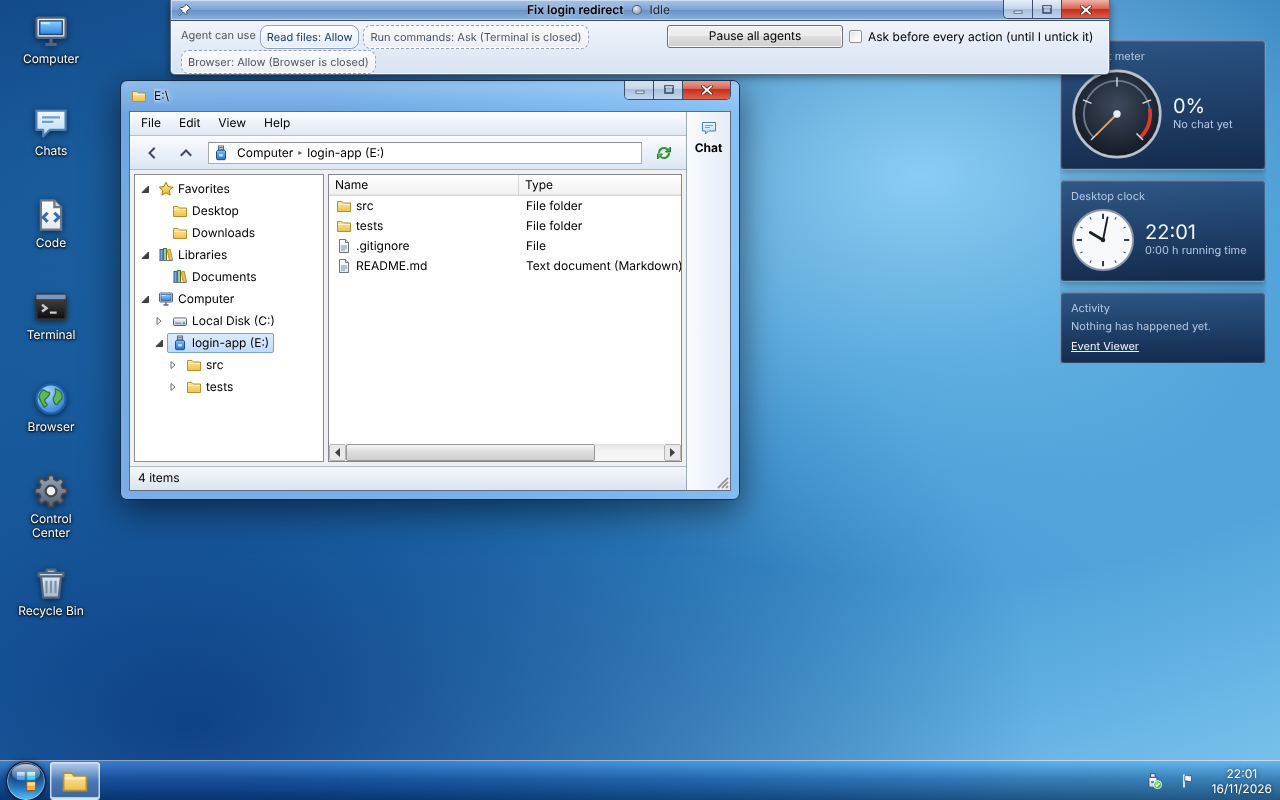 Fix login redirect Idle
Agent can use Read files: Allow Run commands: Ask (Terminal is closed) Pause all agents Ask before every action (until I untick it)
Browser: Allow (Browser is closed)
Computer
Chats
Code
Terminal
Browser
Control
Center
Recycle Bin
E:\
File Edit View Help
Computer login-app (E:)
Chat
Favorites
Desktop
Downloads
Libraries
Documents
Computer
Local Disk (C:)
login-app (E:)
src
tests
Name Type
src File folder
tests File folder
.gitignore File
README.md Text document (Markdown)
4 items
meter
0%
No chat yet
Desktop clock
22:01
0:00 h running time
Activity
Nothing has happened yet.
Event Viewer
22:01
16/11/2026